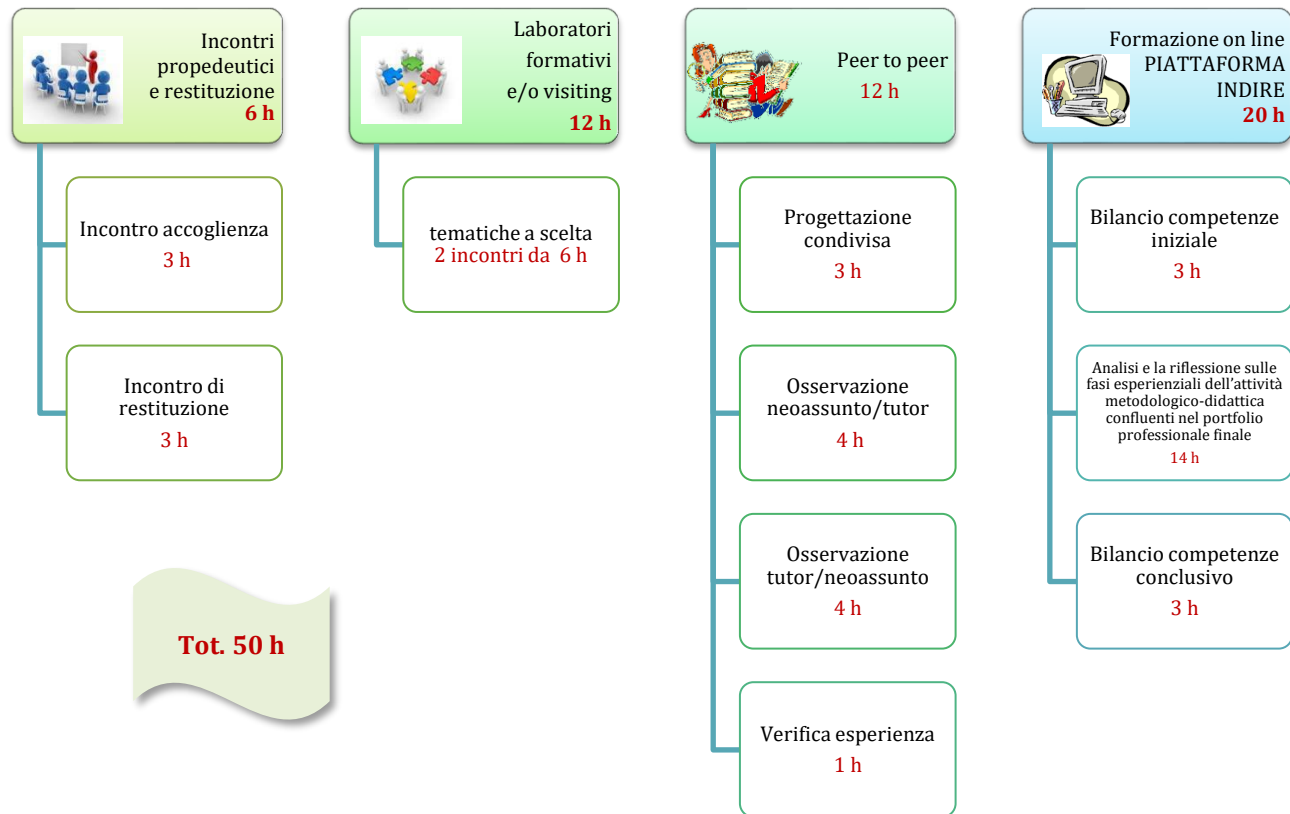 Incontri
propedeutici
e restituzione
6 h
Incontro accoglienza
3 h
Incontro di
restituzione
3 h
Laboratori
formativi
e/o visiting
12 h
tematiche a scelta
2 incontri da 6 h
Peer to peer
12 h
Progettazione
condivisa
3 h
Osservazione
neoassunto/tutor
4 h
Osservazione
tutor/neoassunto
4 h
Verifica esperienza
1 h
Formazione on line
PIATTAFORMA
INDIRE
20 h
Bilancio competenze
iniziale
3 h
Analisi e la riflessione sulle
fasi esperienziali dell'attività
metodologico-didattica
confluenti nel portfolio
professionale finale
14 h
Bilancio competenze
conclusivo
3 h
Tot. 50 h